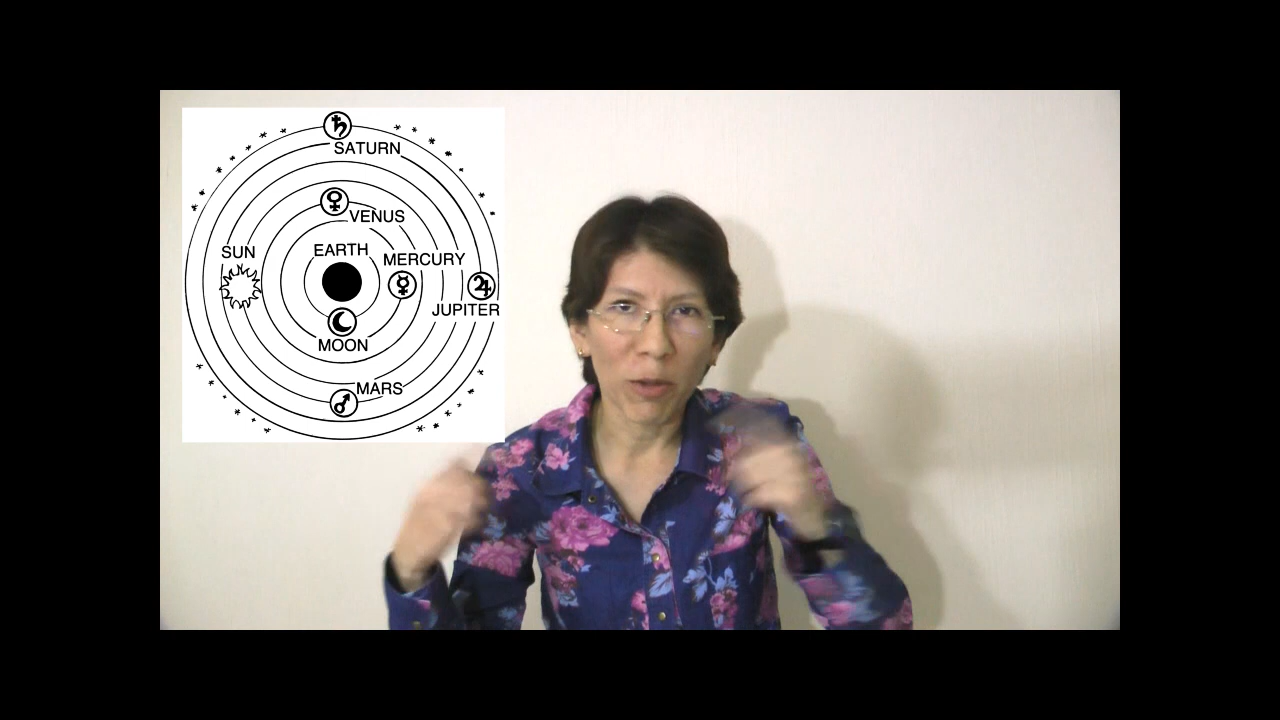 SATURN
VENUS
SUN
EARTH
MERCURY
JUPITER
MOON
MARS